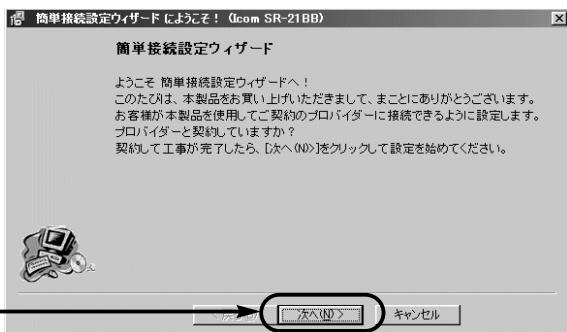 簡単接続設定ウィザード にようこそ！ (Icom SR-21BB)
簡単接続設定ウィザード
ようこそ 簡単接続設定ウィザードへ！
このたびは、本製品をお買い上げいただきまして、まことにありがとうございます。
お客様が本製品を使用してご契約のプロバイダーに接続できるように設定します。
プロバイダーと契約していますか？
契約して工事が完了したら、[次へ(N)>]をクリックして設定を始めてください。
次へ(N) > キャンセル